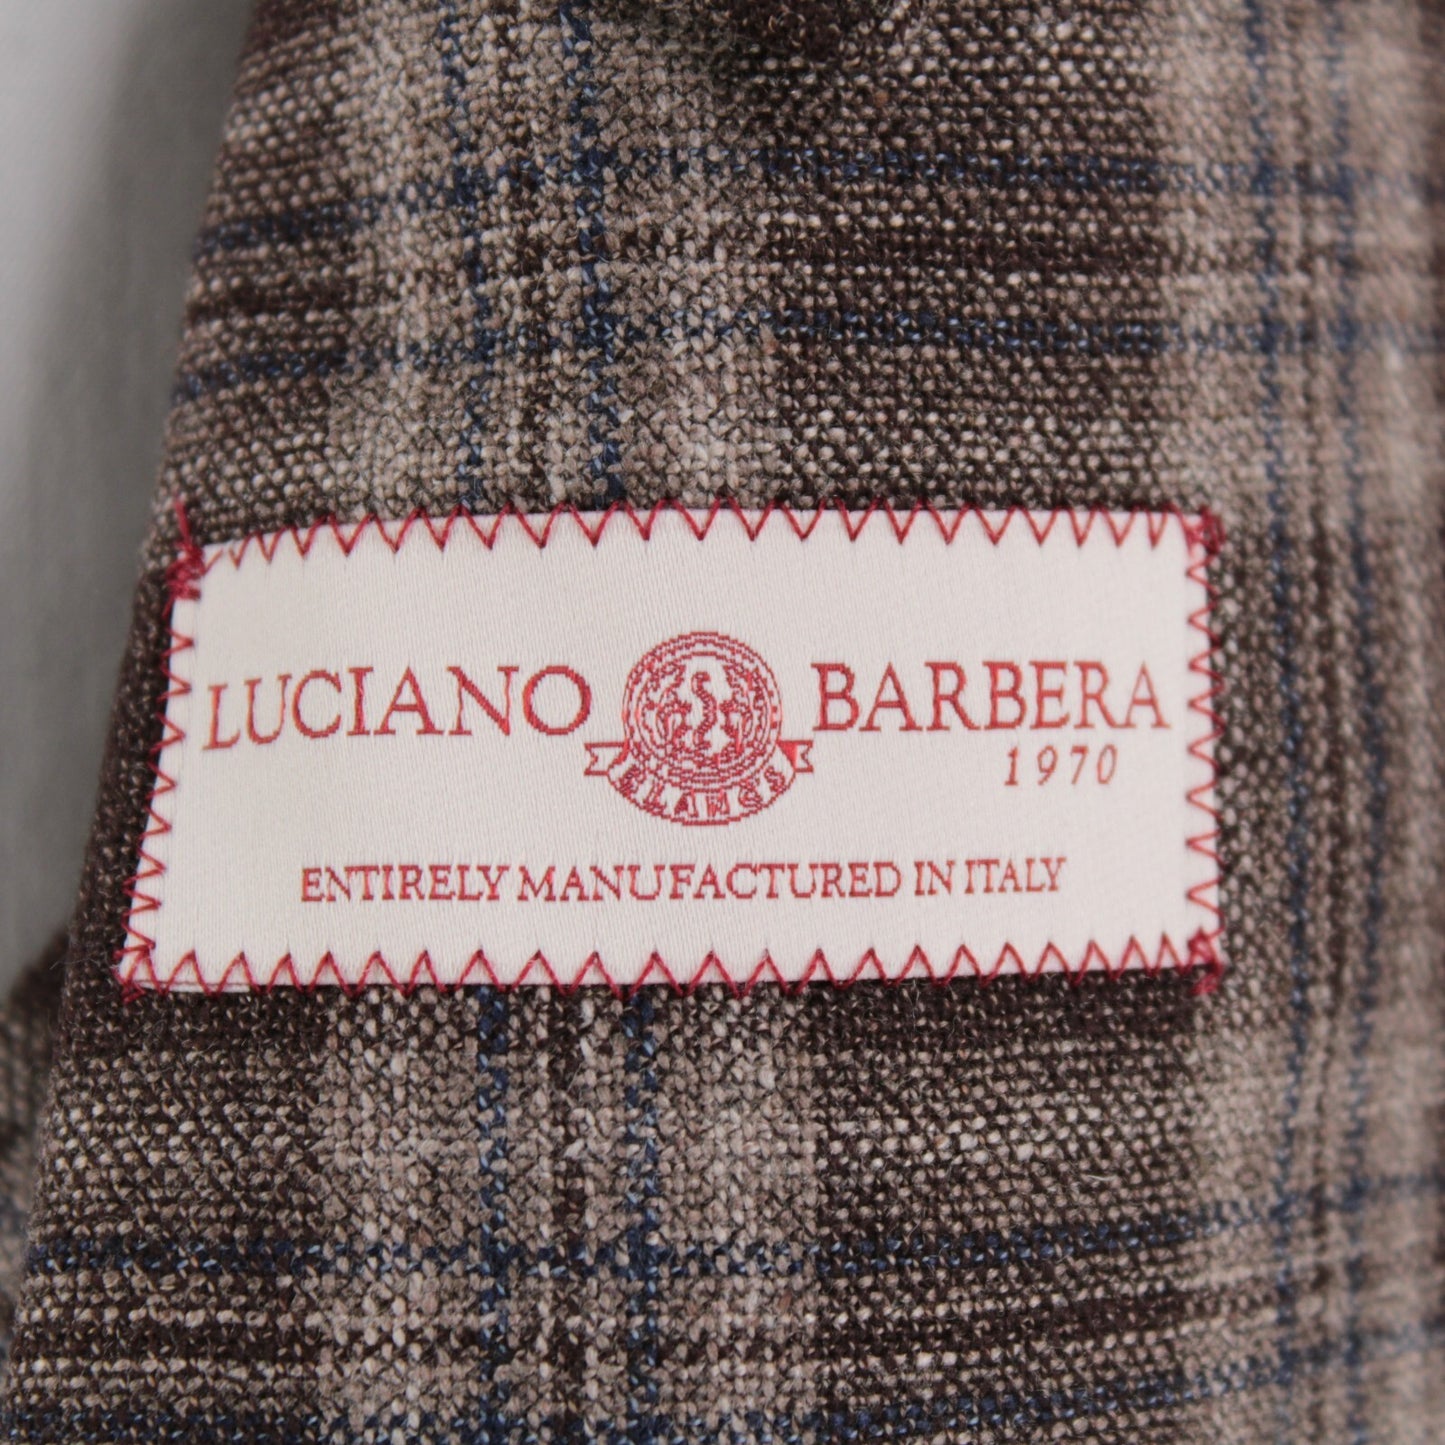 LUCIANO BARBERA
1970
ENTIRELY MANUFACTURED IN ITALY